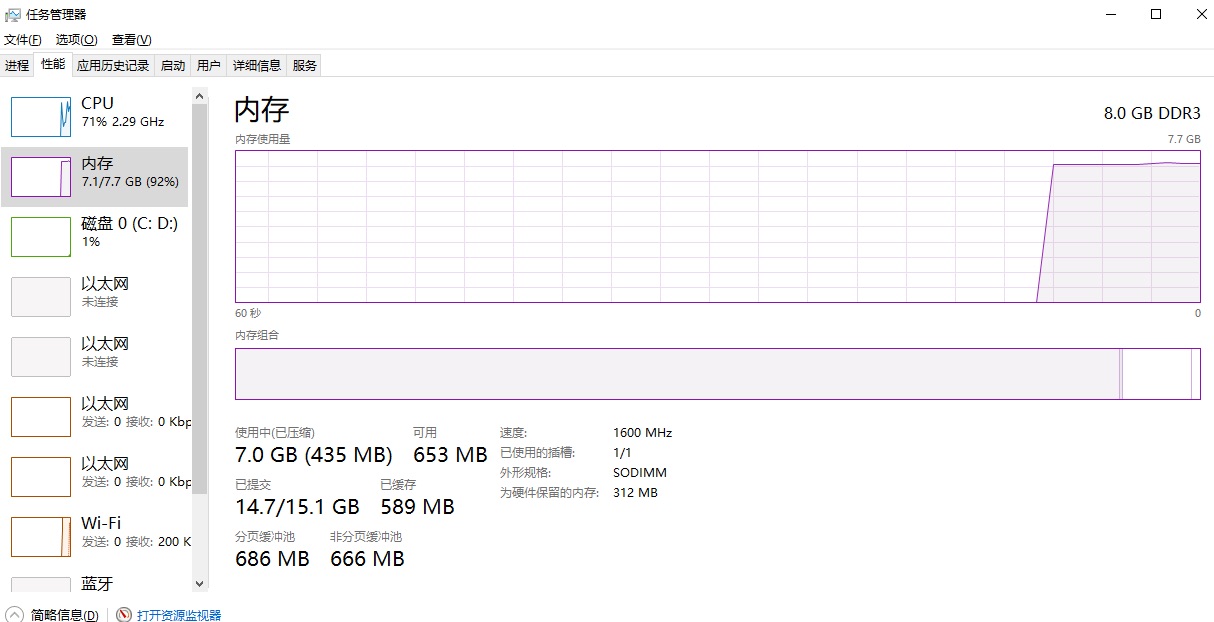 任务管理器
文件(F) 选项(O) 查看(V)
进程 性能 应用历史记录 启动 用户 详细信息 服务
CPU
71% 2.29 GHz
内存
7.1/7.7 GB (92%)
磁盘 0 (C: D:)
1%
以太网
未连接
以太网
未连接
以太网
发送: 0 接收: 0 Kbp
以太网
发送: 0 接收: 0 Kbp
Wi-Fi
发送: 0 接收: 200 K
蓝牙
内存
8.0 GB DDR3
内存使用量
7.7 GB
60 秒
0
内存组合
使用中(已压缩)
7.0 GB (435 MB)
可用
653 MB
已提交
14.7/15.1 GB
已缓存
589 MB
分页缓冲池
686 MB
非分页缓冲池
666 MB
速度: 1600 MHz
已使用的插槽: 1/1
外形规格: SODIMM
为硬件保留的内存: 312 MB
简略信息(D) 打开资源监视器